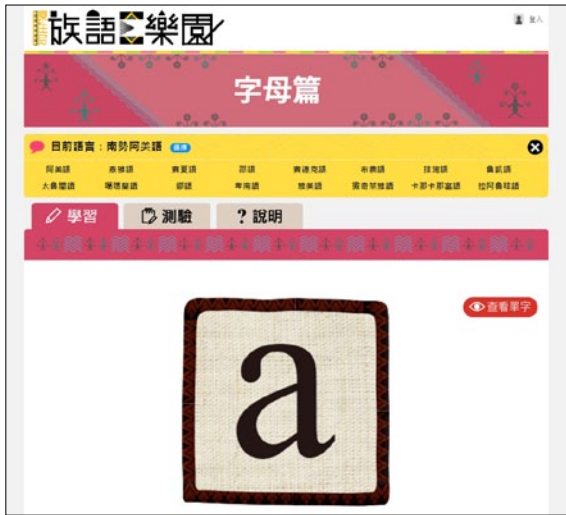 族語E樂園
登入
字母篇
目前語言:南勢阿美語 選擇
阿美語 泰雅語 賽夏語 邵語 賽德克語 布農語 排灣語 魯凱語
太魯閣語 噶瑪蘭語 鄒語 卑南語 雅美語 撒奇萊雅語 卡那卡那富語 拉阿魯哇語
學習 測驗 ? 說明
查看單字
a